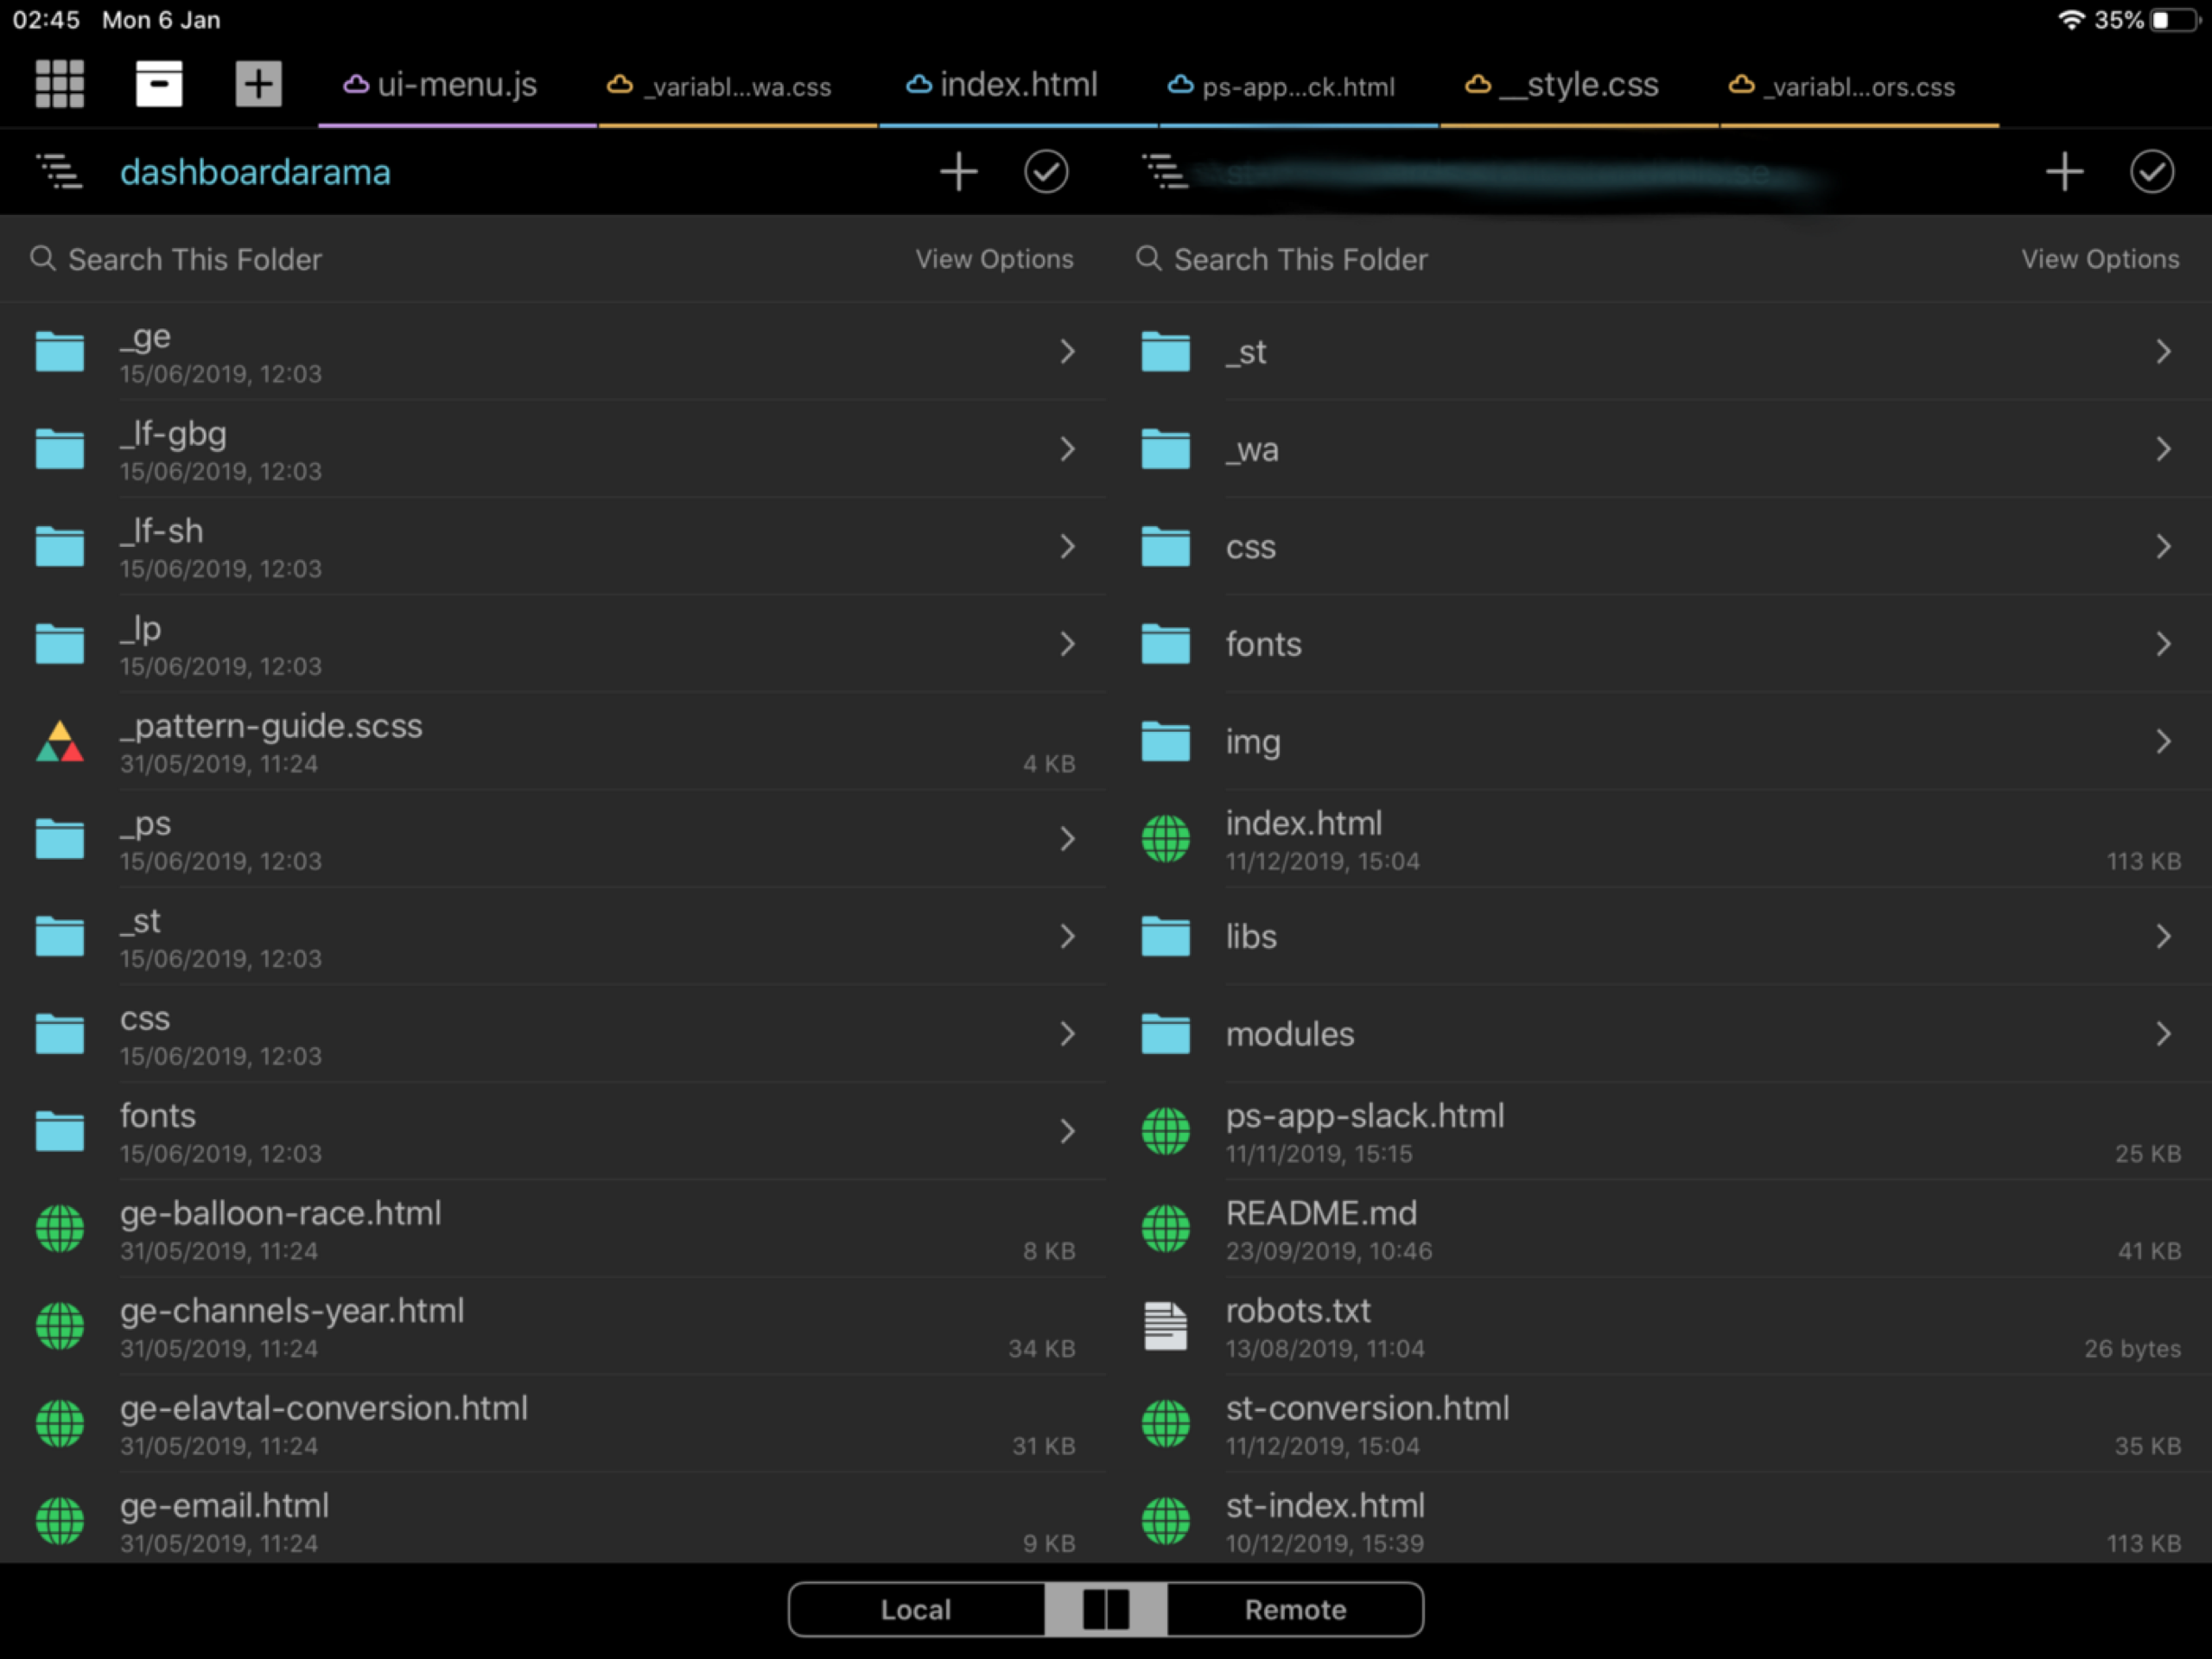 02:45 Mon 6 Jan 35%
ui-menu.js _variabl...wa.css index.html ps-app...ck.html __style.css _variabl...ors.css
dashboardarama
Search This Folder View Options
_ge
15/06/2019, 12:03
_lf-gbg
15/06/2019, 12:03
_lf-sh
15/06/2019, 12:03
_lp
15/06/2019, 12:03
_pattern-guide.scss
31/05/2019, 11:24 4 KB
_ps
15/06/2019, 12:03
_st
15/06/2019, 12:03
css
15/06/2019, 12:03
fonts
15/06/2019, 12:03
ge-balloon-race.html
31/05/2019, 11:24 8 KB
ge-channels-year.html
31/05/2019, 11:24 34 KB
ge-elavtal-conversion.html
31/05/2019, 11:24 31 KB
ge-email.html
31/05/2019, 11:24 9 KB
Search This Folder View Options
_st
_wa
css
fonts
img
index.html
11/12/2019, 15:04 113 KB
libs
modules
ps-app-slack.html
11/11/2019, 15:15 25 KB
README.md
23/09/2019, 10:46 41 KB
robots.txt
13/08/2019, 11:04 26 bytes
st-conversion.html
11/12/2019, 15:04 35 KB
st-index.html
10/12/2019, 15:39 113 KB
Local Remote